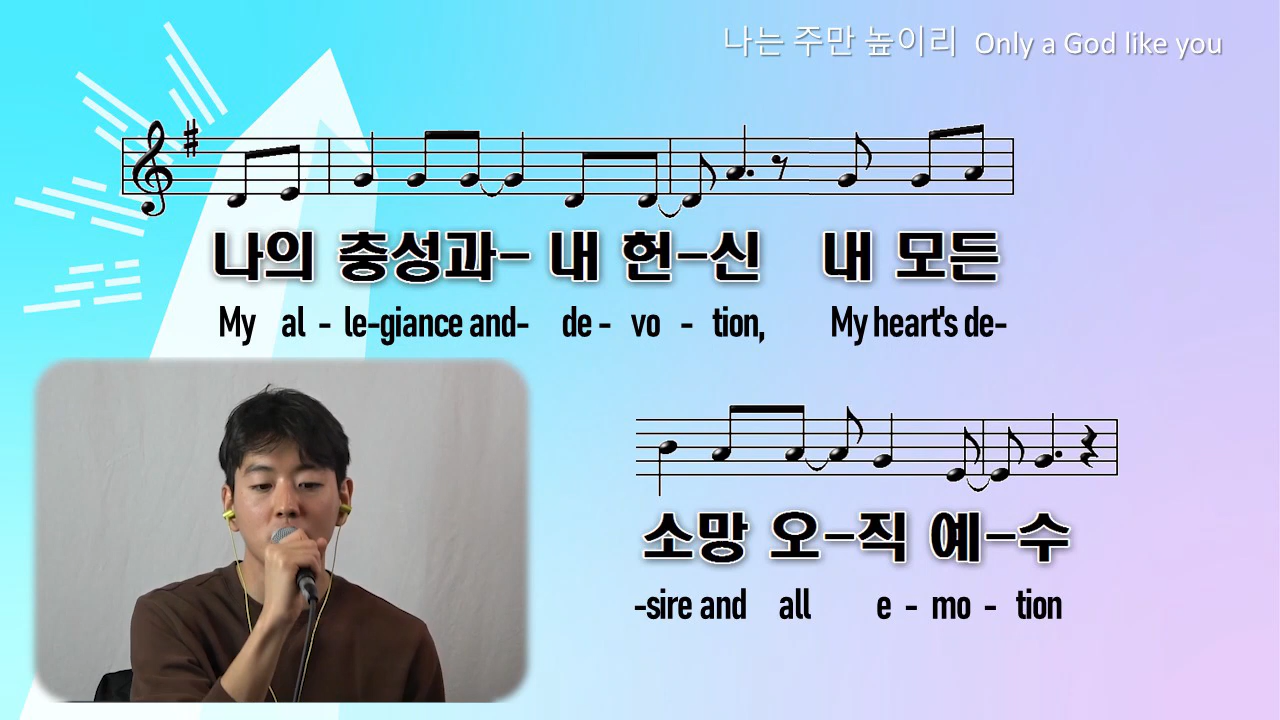 나는 주만 높이리 Only a God like you
나의 충성과- 내 헌-신 내 모든
My al - le-giance and- de - vo - tion, My heart's de-
소망 오-직 예-수
-sire and all e - mo - tion